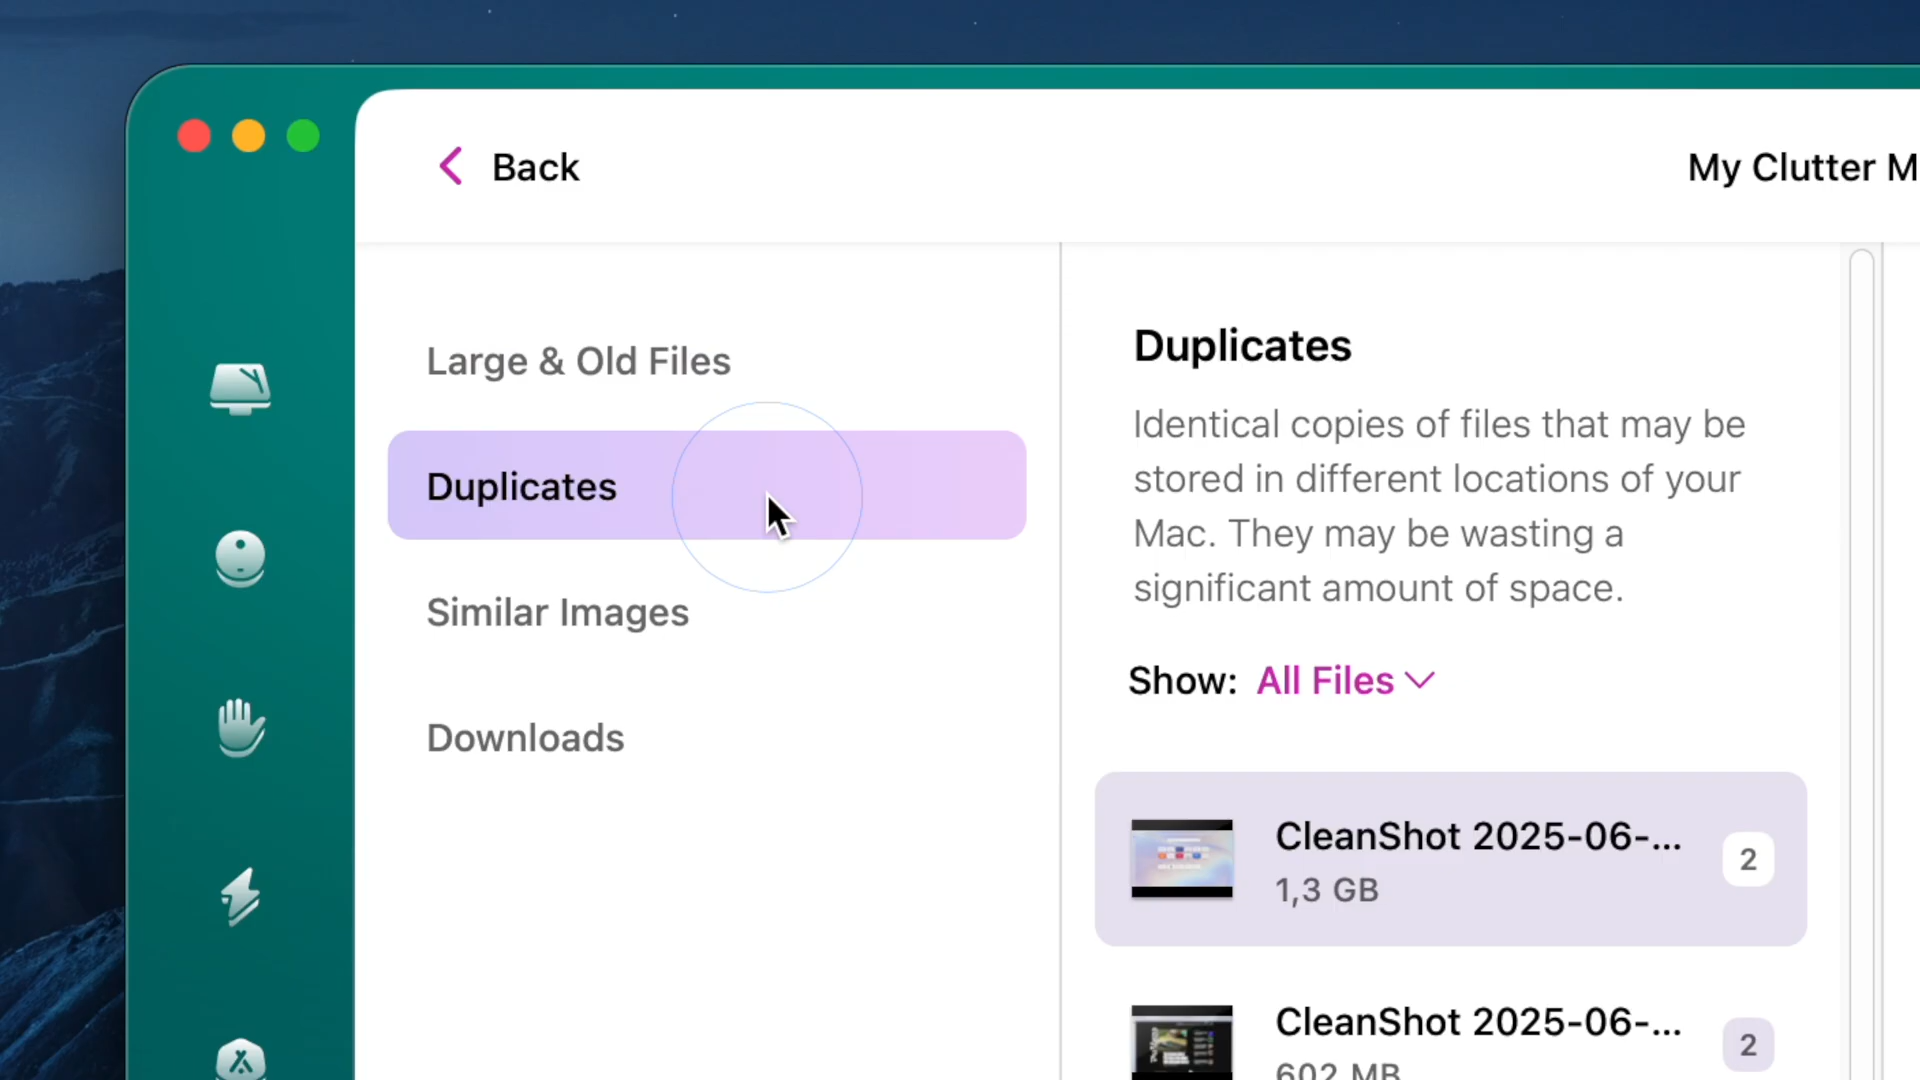 Back
My Clutter M
Large & Old Files
Duplicates
Similar Images
Downloads
Duplicates
Identical copies of files that may be
stored in different locations of your
Mac. They may be wasting a
significant amount of space.
Show: All Files
CleanShot 2025-06-...
1,3 GB
2
CleanShot 2025-06-...
602 MB
2